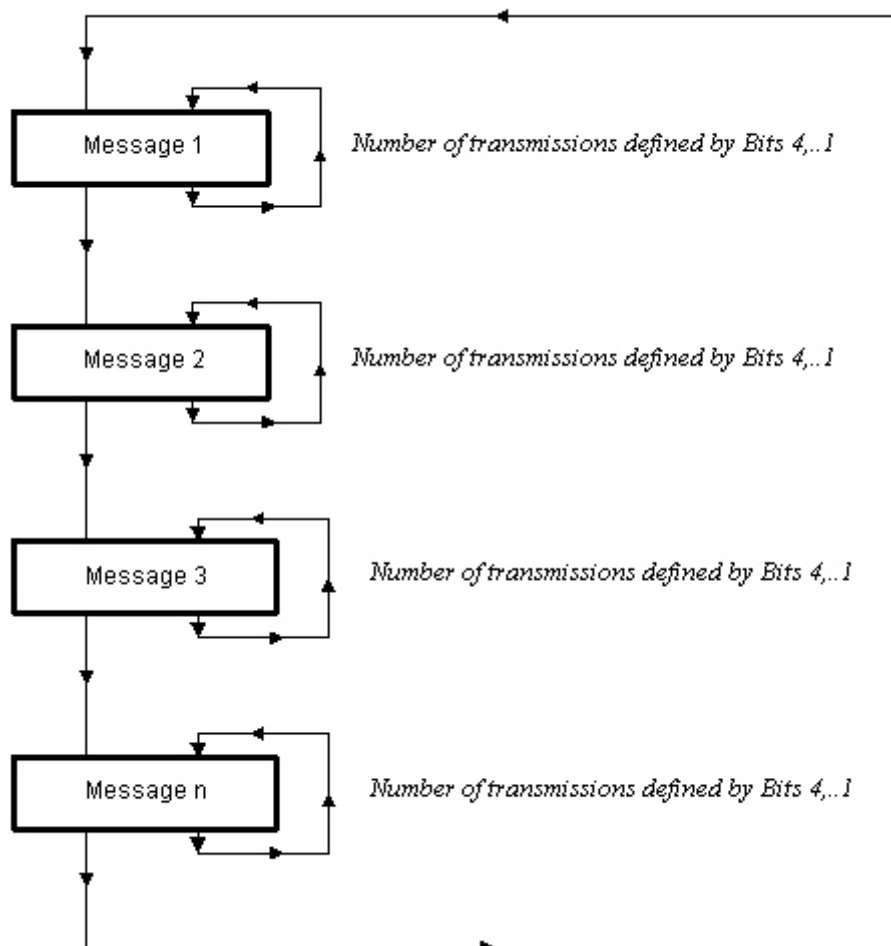 Message 1
Number of transmissions defined by Bits 4,..1
Message 2
Number of transmissions defined by Bits 4,..1
Message 3
Number of transmissions defined by Bits 4,..1
Message n
Number of transmissions defined by Bits 4,..1